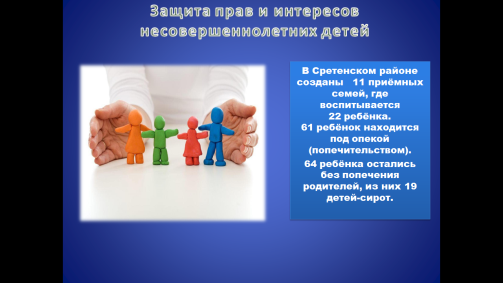 Защита прав и интересов
несовершеннолетних детей
В Сретенском районе
созданы 11 приёмных
семей, где
воспитывается
22 ребёнка.
61 ребёнок находится
под опекой
(попечительством).
64 ребёнка остались
без попечения
родителей, из них 19
детей-сирот.